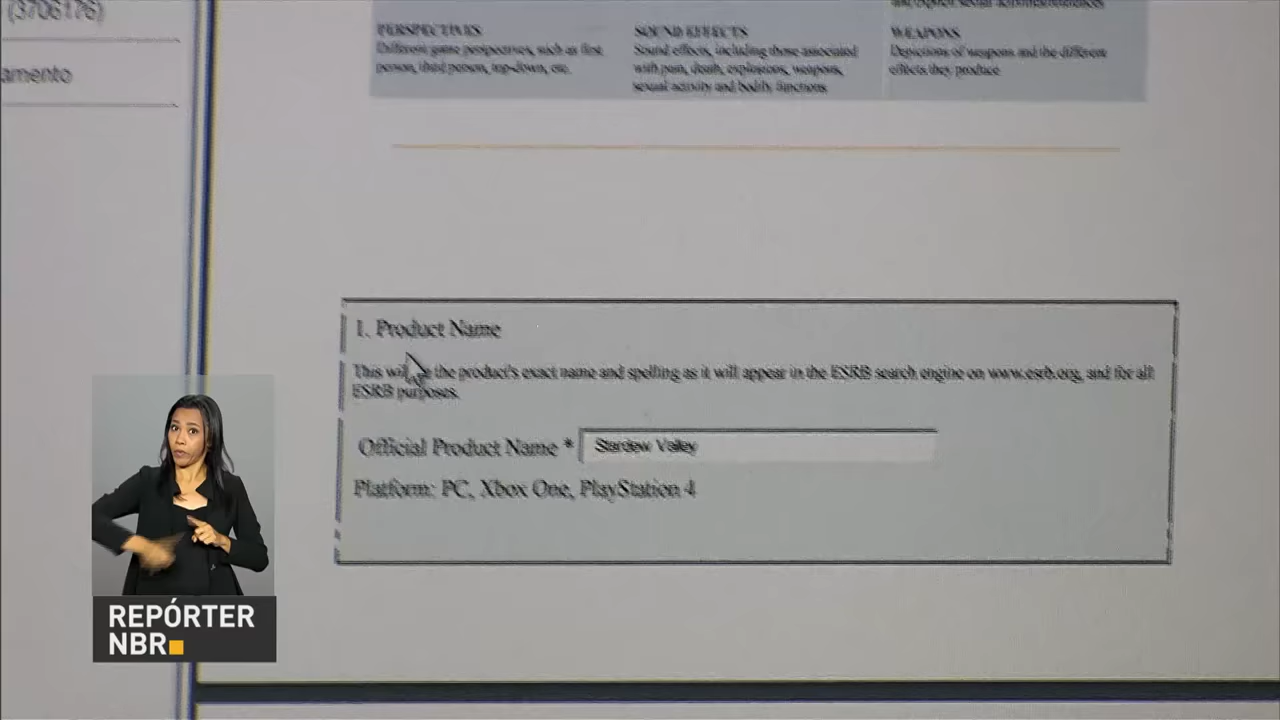 (3706176)
amento
PERSPECTIVES
Different game perspectives, such as first
person, third person, top-down, etc.
SOUND EFFECTS
Sound effects, including those associated
with pain, death, explosions, weapons,
sexual activity and bodily functions.
WEAPONS
Depictions of weapons and the different
effects they produce.
1. Product Name
This will be the product's exact name and spelling as it will appear in the ESRB search engine on www.esrb.org, and for all
ESRB purposes.
Official Product Name * Stardew Valley
Platform: PC, Xbox One, PlayStation 4
REPÓRTER
NBR